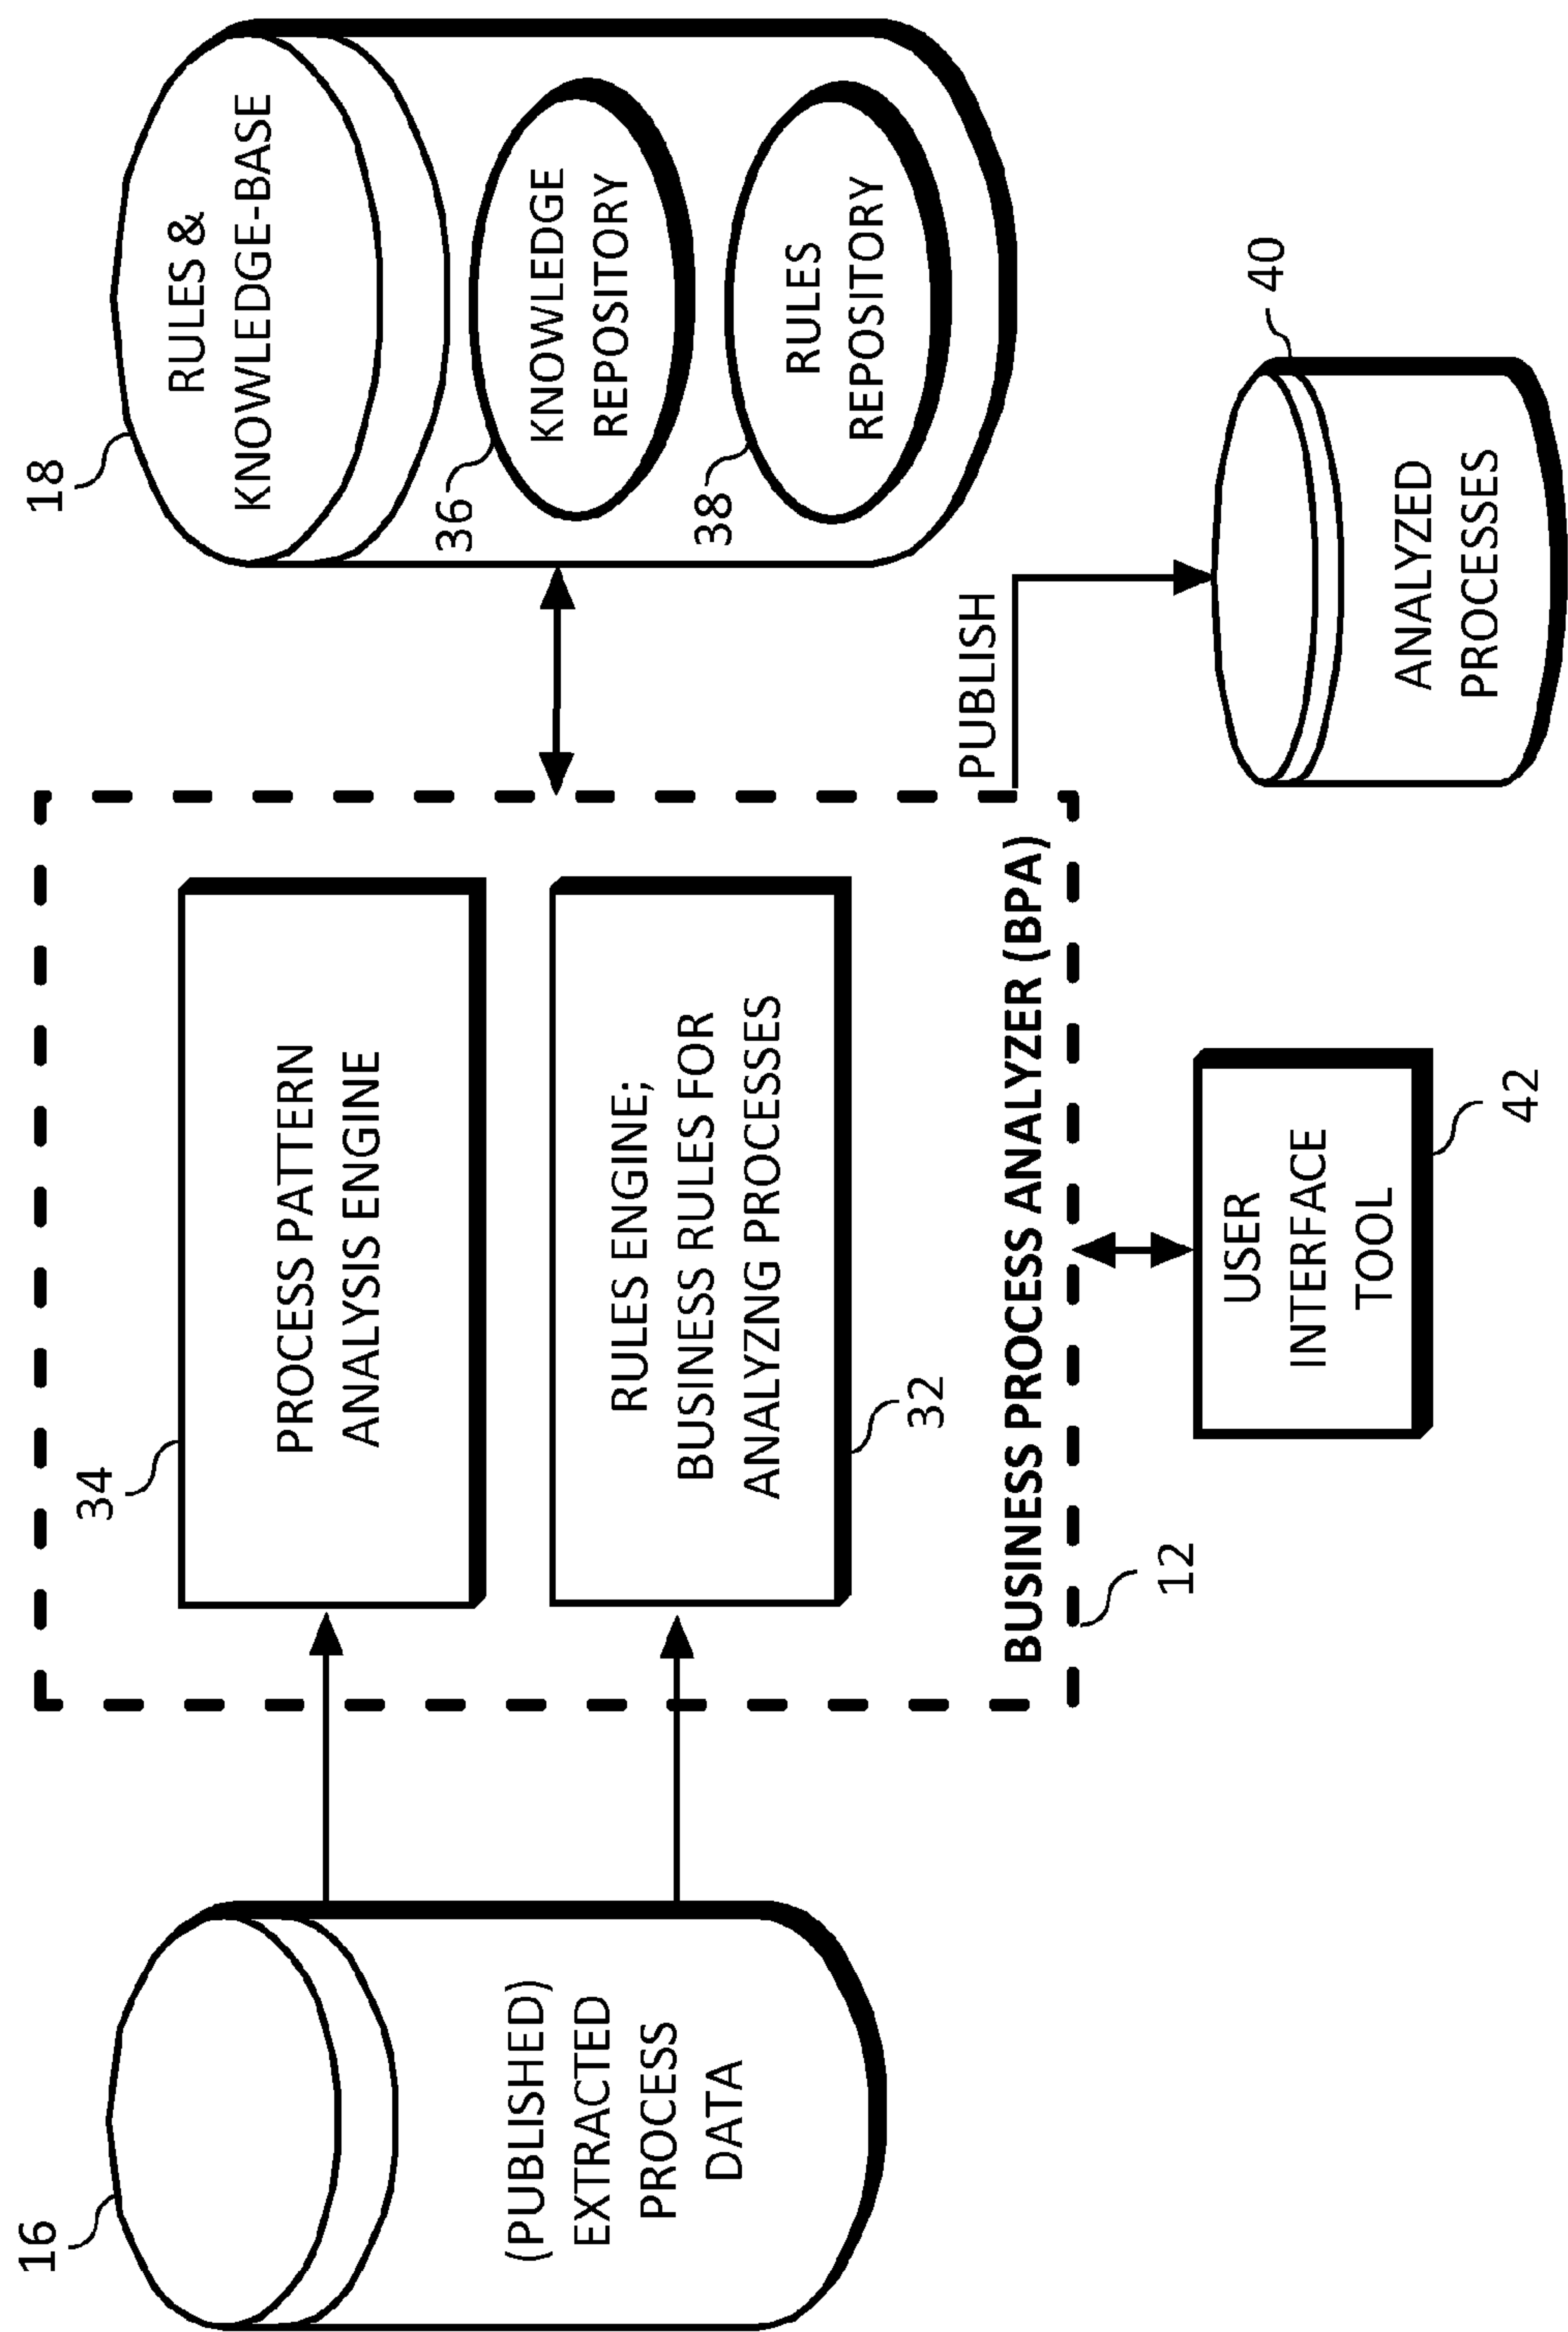 16
(PUBLISHED)
EXTRACTED
PROCESS
DATA
34
PROCESS PATTERN
ANALYSIS ENGINE
RULES ENGINE;
BUSINESS RULES FOR
ANALYZNG PROCESSES
32
BUSINESS PROCESS ANALYZER (BPA)
12
USER
INTERFACE
TOOL
42
18
RULES &
KNOWLEDGE-BASE
36
KNOWLEDGE
REPOSITORY
38
RULES
REPOSITORY
PUBLISH
40
ANALYZED
PROCESSES